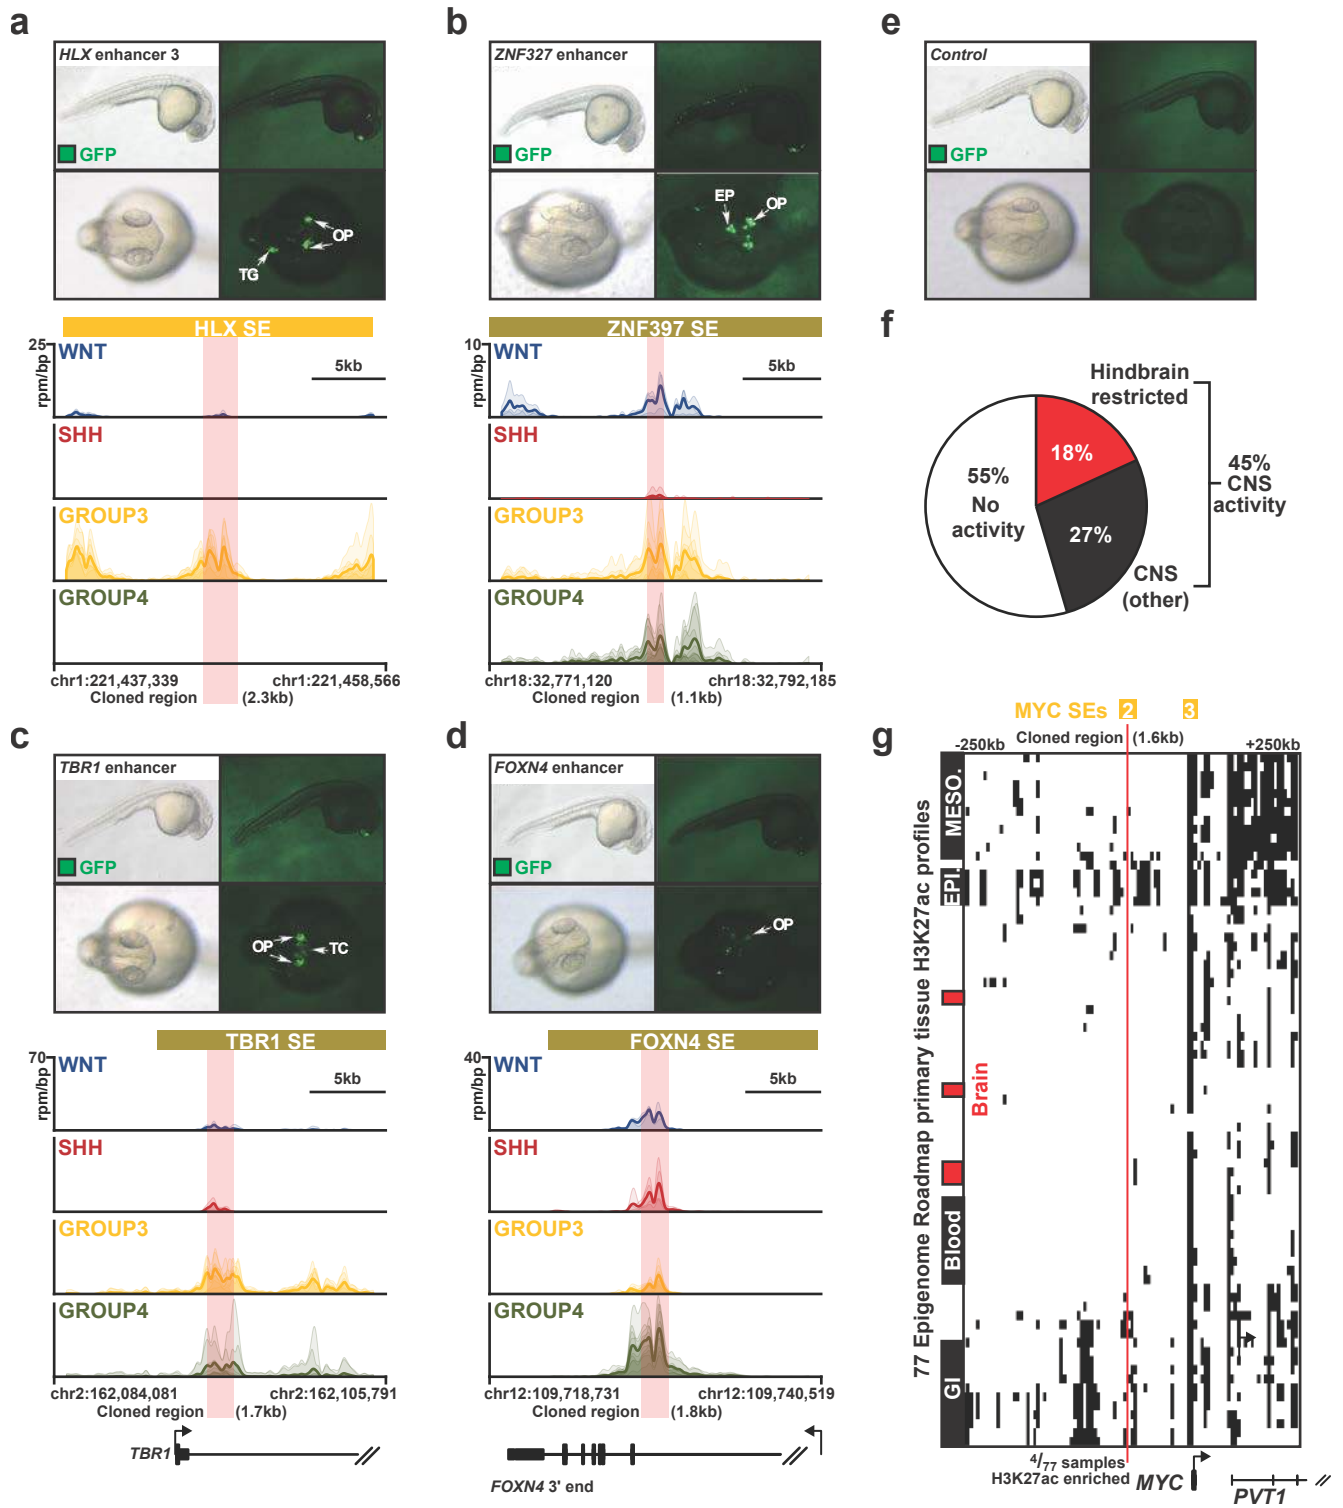 a
HLX enhancer 3
GFP
OP
TG
HLX SE
25
rpm/bp
WNT
5kb
SHH
GROUP3
GROUP4
chr1:221,437,339
chr1:221,458,566
Cloned region
(2.3kb)
b
ZNF327 enhancer
GFP
EP
OP
ZNF397 SE
10
rpm/bp
WNT
5kb
SHH
GROUP3
GROUP4
chr18:32,771,120
chr18:32,792,185
Cloned region
(1.1kb)
c
TBR1 enhancer
GFP
OP
TC
TBR1 SE
70
rpm/bp
WNT
5kb
SHH
GROUP3
GROUP4
chr2:162,084,081
chr2:162,105,791
Cloned region
(1.7kb)
TBR1
d
FOXN4 enhancer
GFP
OP
FOXN4 SE
40
rpm/bp
WNT
5kb
SHH
GROUP3
GROUP4
chr12:109,718,731
chr12:109,740,519
Cloned region
(1.8kb)
FOXN4 3' end
e
Control
GFP
f
Hindbrain
restricted
18%
55%
No
activity
27%
45%
CNS
activity
CNS
(other)
g
MYC SEs
2
3
Cloned region (1.6kb)
-250kb
+250kb
77 Epigenome Roadmap primary tissue H3K27ac profiles
MESO.
EPI.
Brain
Blood
GI
4/77 samples
H3K27ac enriched
MYC
PVT1